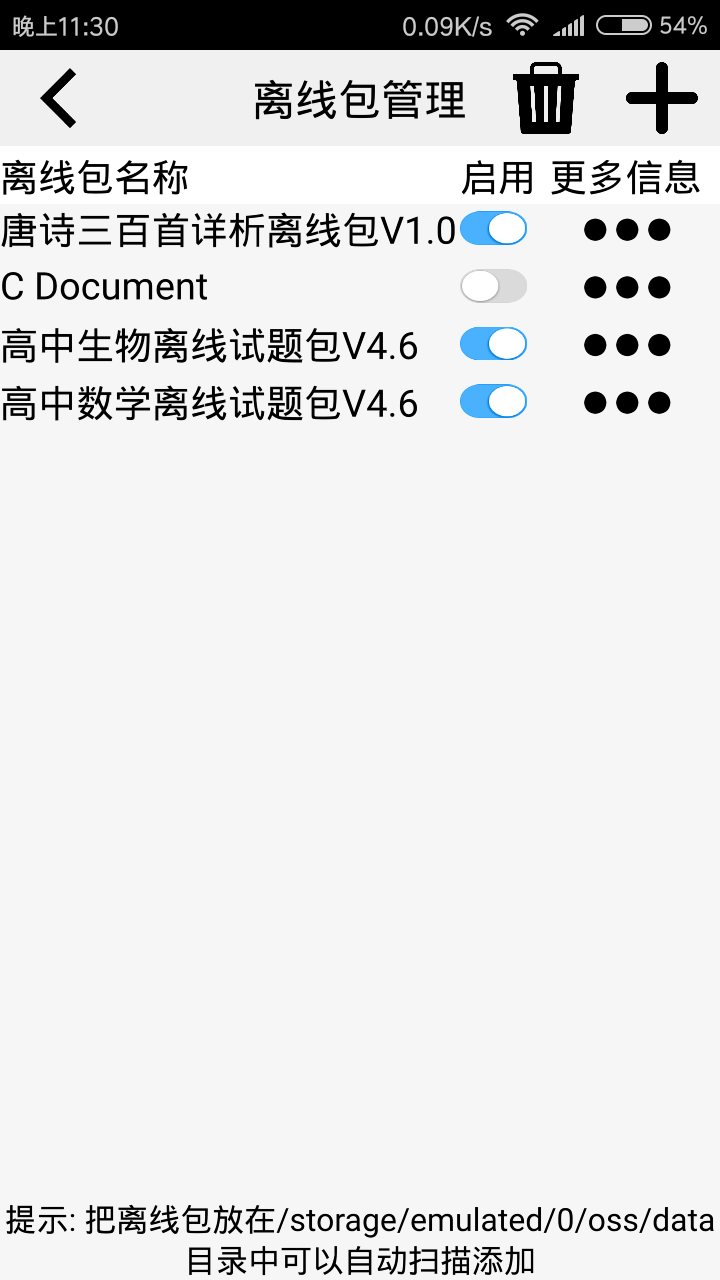 晚上11:30 0.09K/s 54%
离线包管理
离线包名称 启用 更多信息
唐诗三百首详析离线包V1.0
C Document
高中生物离线试题包V4.6
高中数学离线试题包V4.6
提示: 把离线包放在/storage/emulated/0/oss/data
目录中可以自动扫描添加